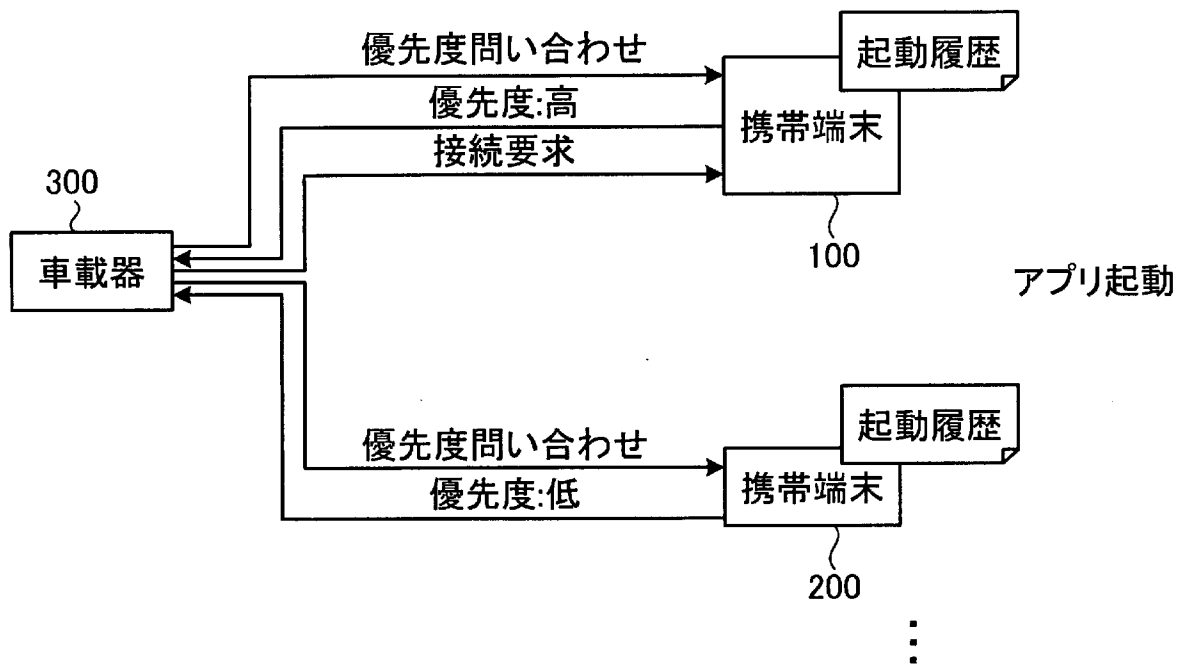 優先度問い合わせ
起動履歴
優先度:高
携帯端末
接続要求
300
車載器
100
アプリ起動
起動履歴
優先度問い合わせ
携帯端末
優先度:低
200
⋮